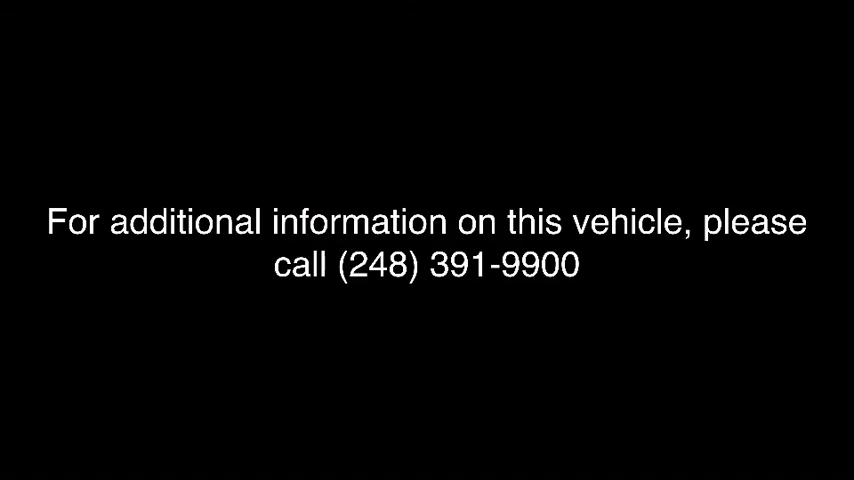 For additional information on this vehicle, please
call (248) 391-9900